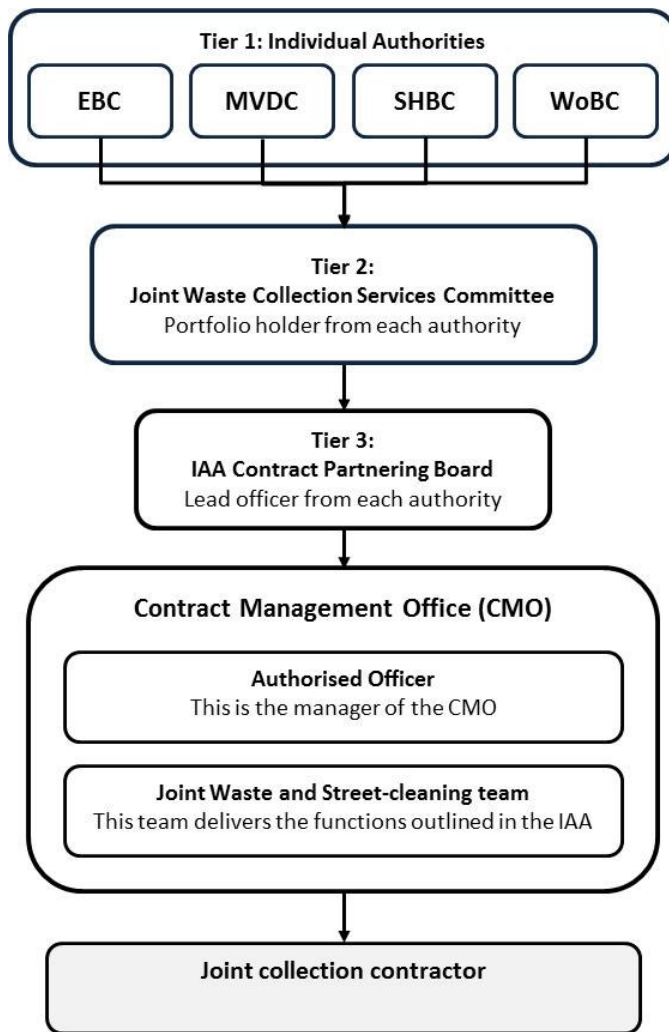 Tier 1: Individual Authorities
EBC
MVDC
SHBC
WoBC
Tier 2:
Joint Waste Collection Services Committee
Portfolio holder from each authority
Tier 3:
IAA Contract Partnering Board
Lead officer from each authority
Contract Management Office (CMO)
Authorised Officer
This is the manager of the CMO
Joint Waste and Street-cleaning team
This team delivers the functions outlined in the IAA
Joint collection contractor